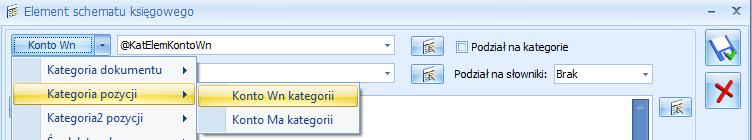 Element schematu księgowego
Konto Wn @KatElemKontoWn Podział na kategorie
Kategoria dokumentu Podział na słowniki: Brak
Kategoria pozycji Konto Wn kategorii
Kategoria2 pozycji Konto Ma kategorii